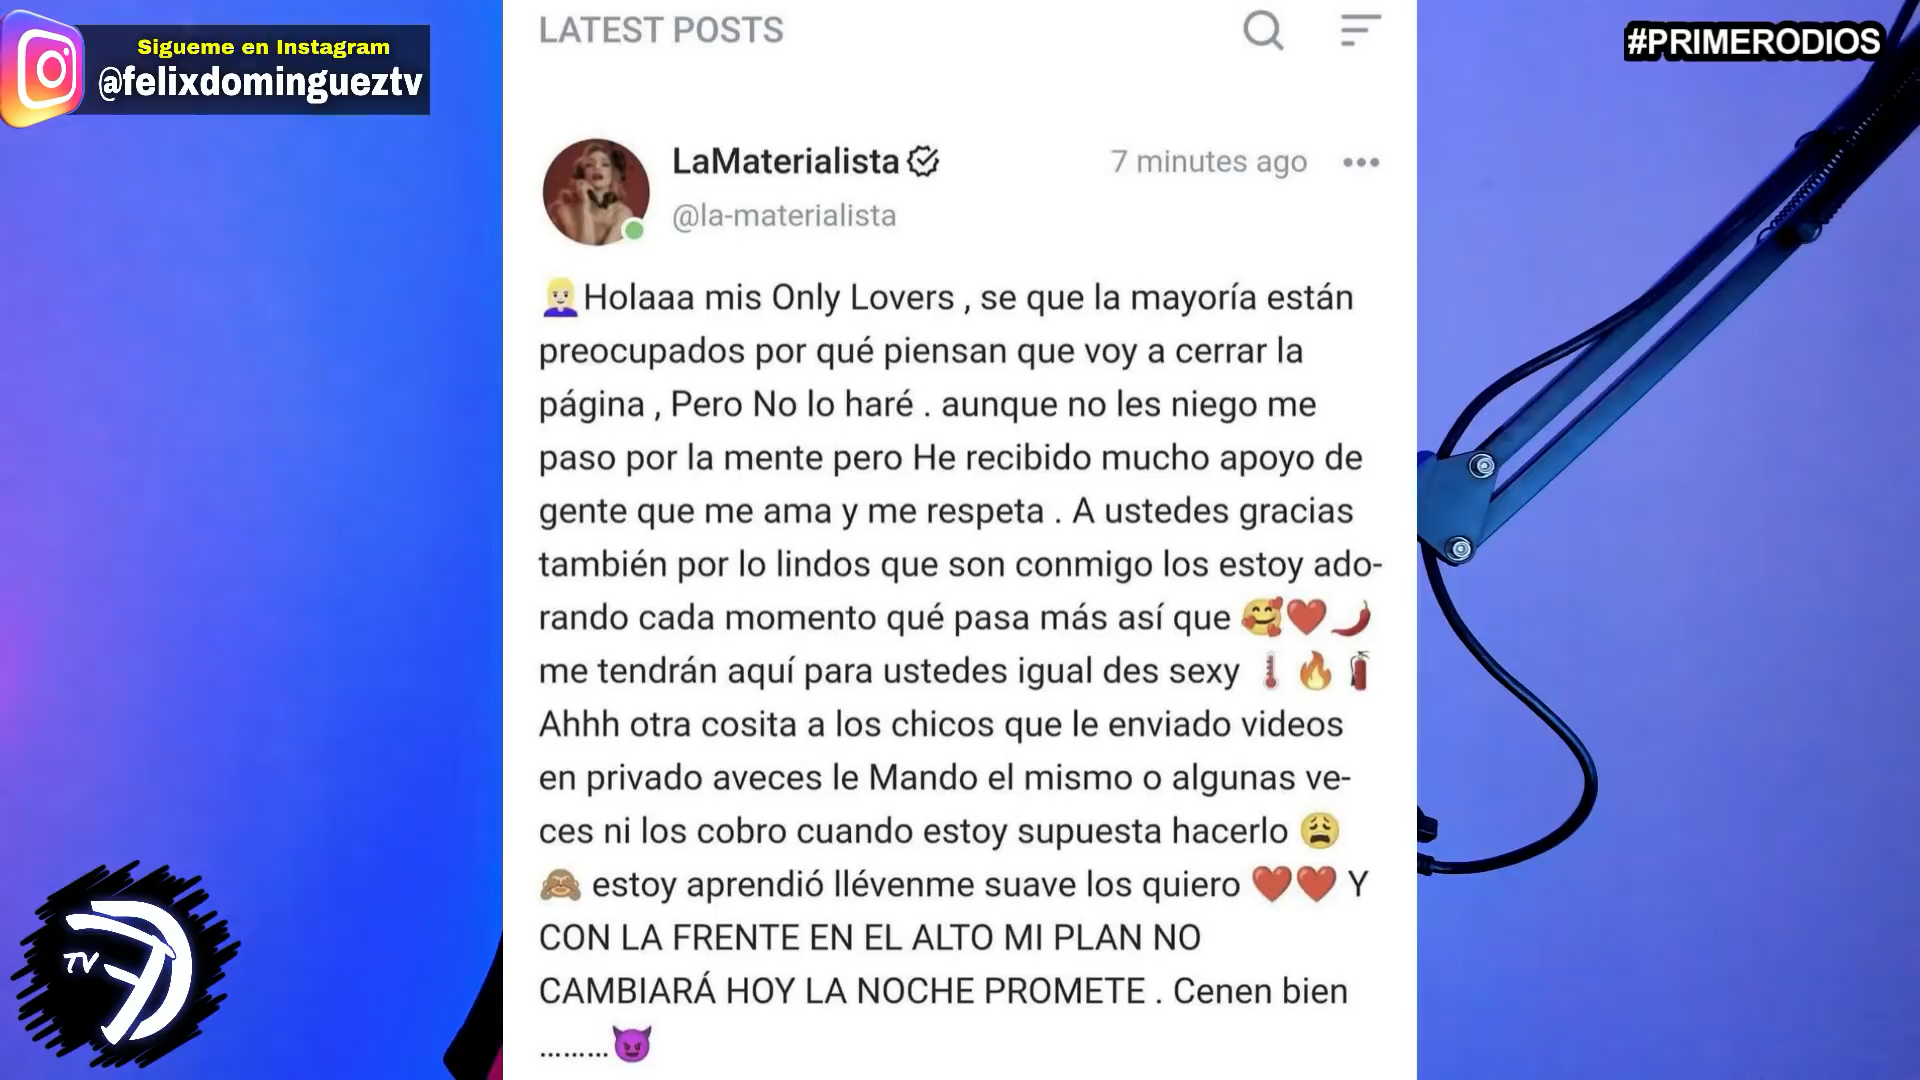 Sigueme en Instagram
@felixdomingueztv
LATEST POSTS
#PRIMERODIOS
LaMaterialista
7 minutes ago
@la-materialista
👱🏻‍♀️Holaaa mis Only Lovers , se que la mayoría están
preocupados por qué piensan que voy a cerrar la
página , Pero No lo haré . aunque no les niego me
paso por la mente pero He recibido mucho apoyo de
gente que me ama y me respeta . A ustedes gracias
también por lo lindos que son conmigo los estoy ado-
rando cada momento qué pasa más así que 🥰❤️🌶️
me tendrán aquí para ustedes igual des sexy 🌡️🔥🧯
Ahhh otra cosita a los chicos que le enviado videos
en privado aveces le Mando el mismo o algunas ve-
ces ni los cobro cuando estoy supuesta hacerlo 😩
🙈 estoy aprendió llévenme suave los quiero ❤️❤️ Y
CON LA FRENTE EN EL ALTO MI PLAN NO
CAMBIARÁ HOY LA NOCHE PROMETE . Cenen bien
.........😈
TV